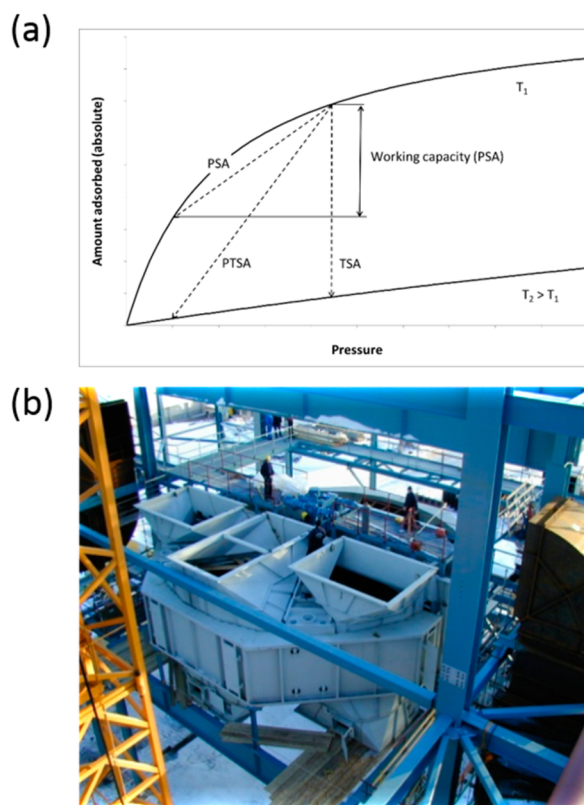 (a)
T₁
PSA
Working capacity (PSA)
PTSA
TSA
T₂ > T₁
Amount adsorbed (absolute)
Pressure
(b)